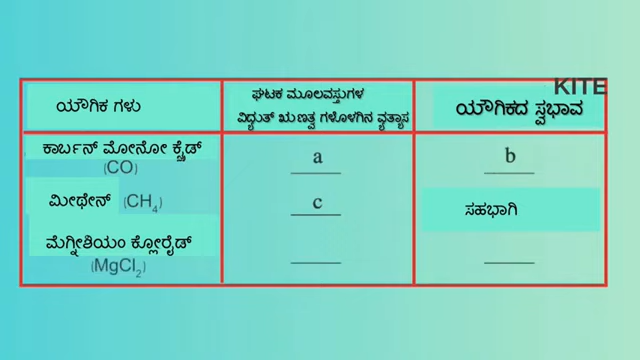 KITE
ಯೌಗಿಕ ಗಳು
ಘಟಕ ಮೂಲವಸ್ತುಗಳ
ವಿದ್ಯುತ್ ಋಣತ್ವ ಗಳೊಳಗಿನ ವ್ಯತ್ಯಾಸ
ಯೌಗಿಕದ ಸ್ವಭಾವ
ಕಾರ್ಬನ್ ಮೋನೋ ಕ್ಸೈಡ್
(CO)
a
b
ಮೀಥೇನ್ (CH₄)
c
ಸಹಭಾಗಿ
ಮೆಗ್ನೀಶಿಯಂ ಕ್ಲೋರೈಡ್
(MgCl₂)